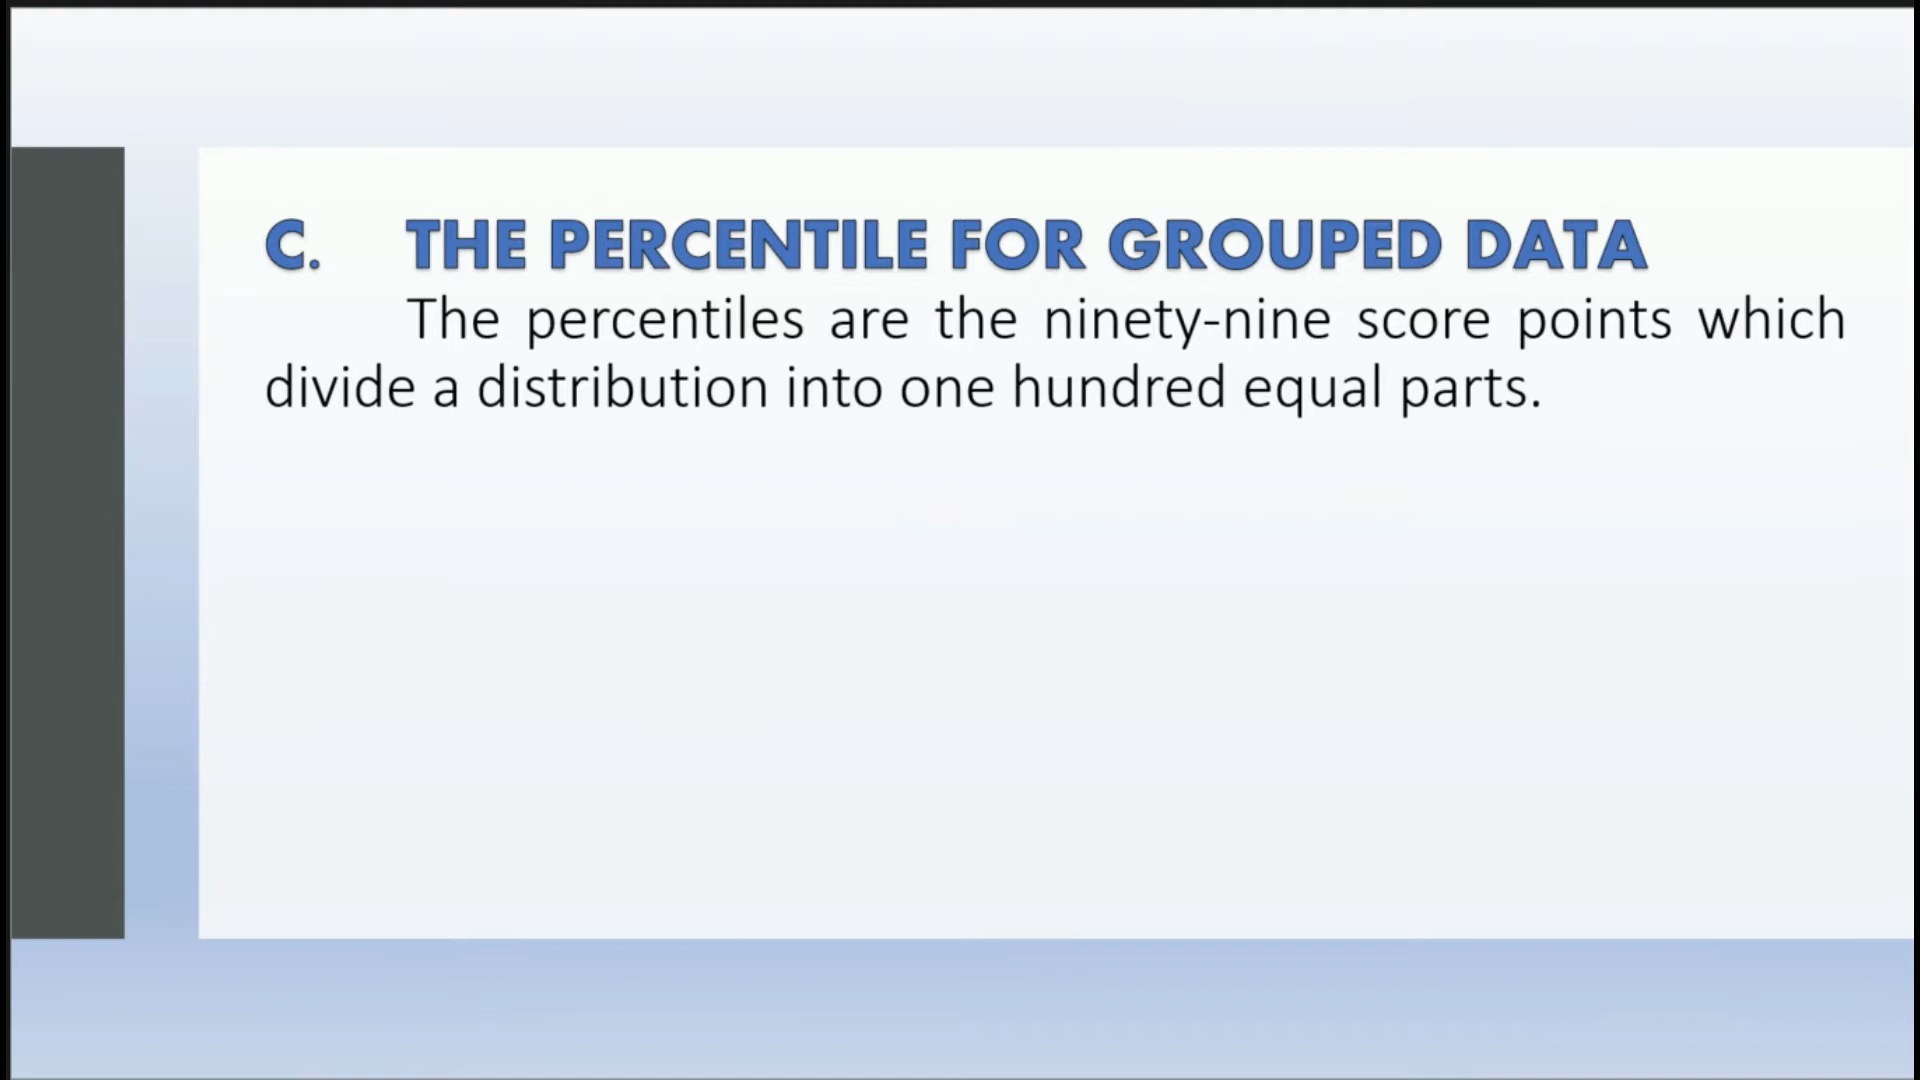 C. THE PERCENTILE FOR GROUPED DATA
The percentiles are the ninety-nine score points which
divide a distribution into one hundred equal parts.